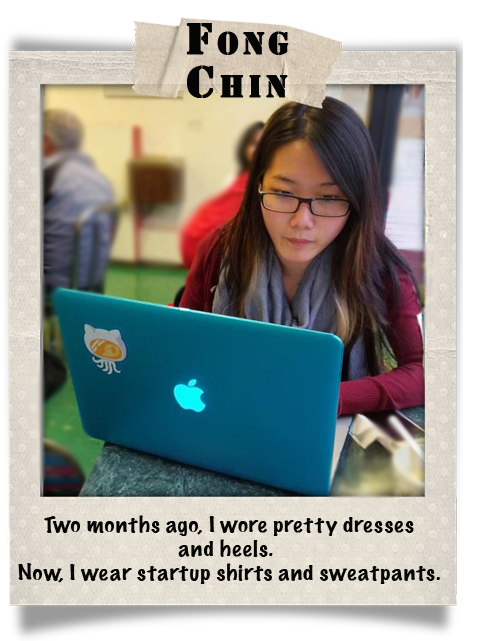 FONG
CHIN
Two months ago, I wore pretty dresses
and heels.
Now, I wear startup shirts and sweatpants.